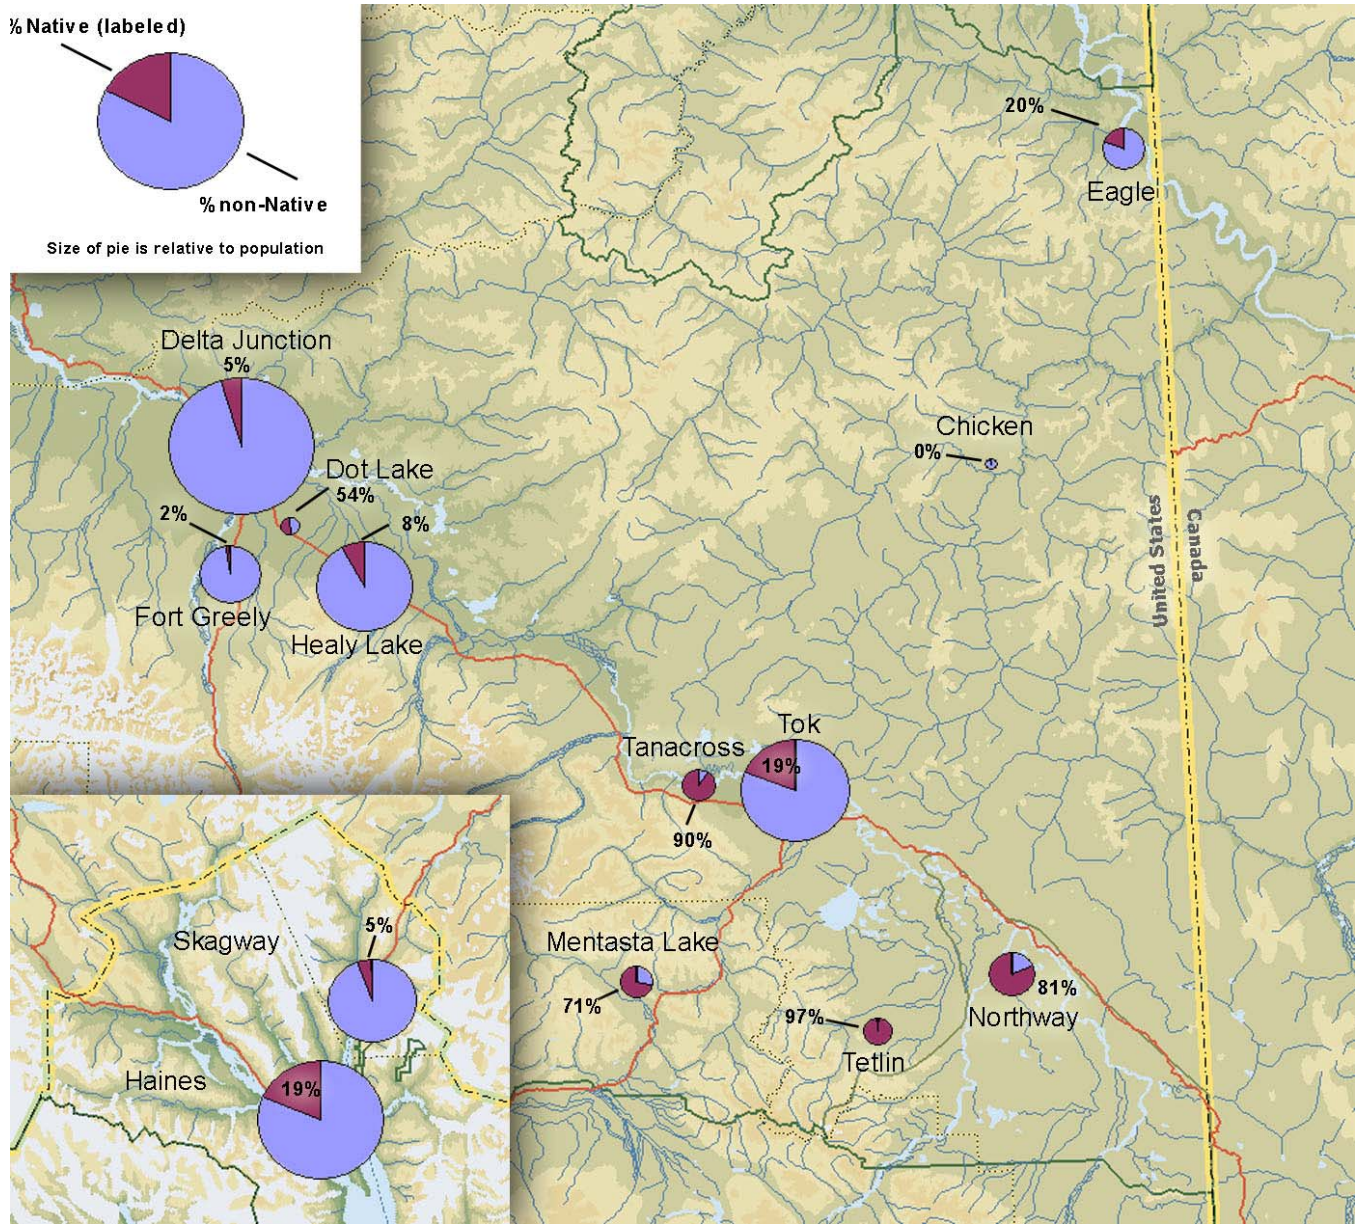 % Native (labeled)
% non-Native
Size of pie is relative to population
20%
Eagle
Delta Junction
5%
Chicken
0%
Dot Lake
54%
2%
8%
Fort Greely
Healy Lake
United States
Canada
Tok
Tanacross
19%
90%
Skagway
5%
Mentasta Lake
71%
81%
Northway
97%
Tetlin
Haines
19%